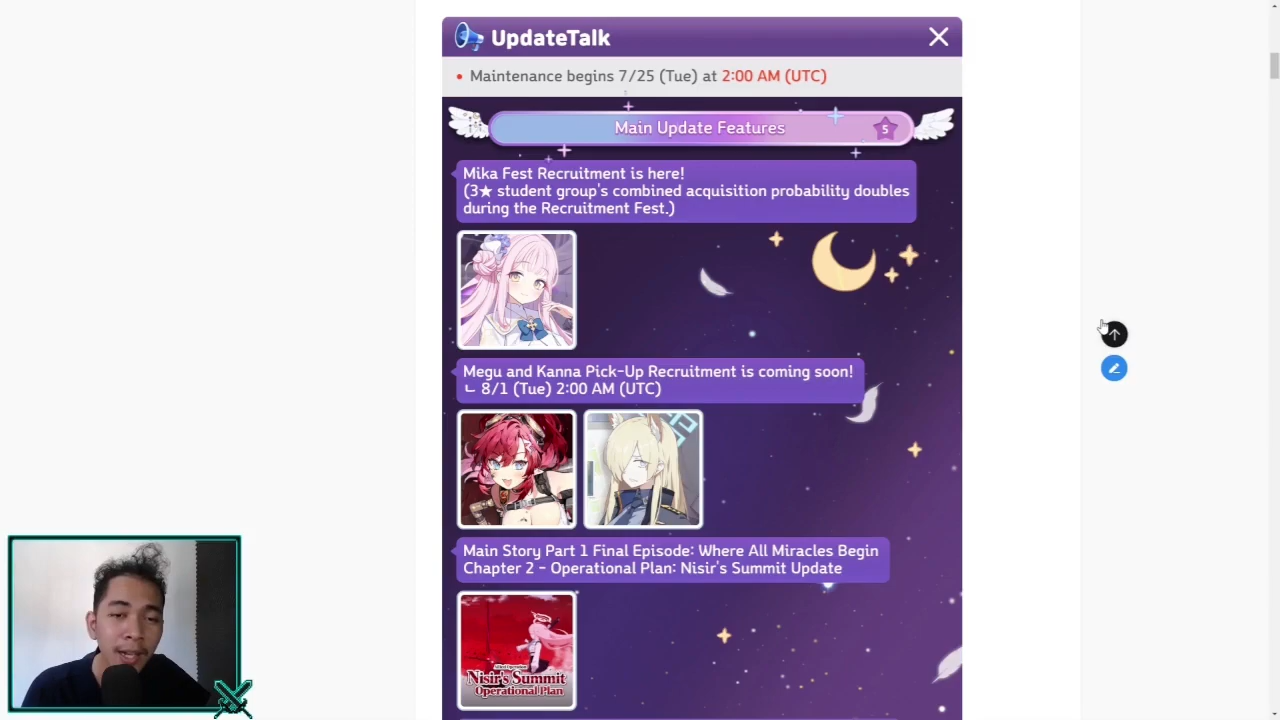 UpdateTalk
• Maintenance begins 7/25 (Tue) at 2:00 AM (UTC)
Main Update Features
5
Mika Fest Recruitment is here!
(3★ student group's combined acquisition probability doubles
during the Recruitment Fest.)
Megu and Kanna Pick-Up Recruitment is coming soon!
ㄴ 8/1 (Tue) 2:00 AM (UTC)
Main Story Part 1 Final Episode: Where All Miracles Begin
Chapter 2 - Operational Plan: Nisir's Summit Update
Allied Operation
Nisir's Summit
Operational Plan